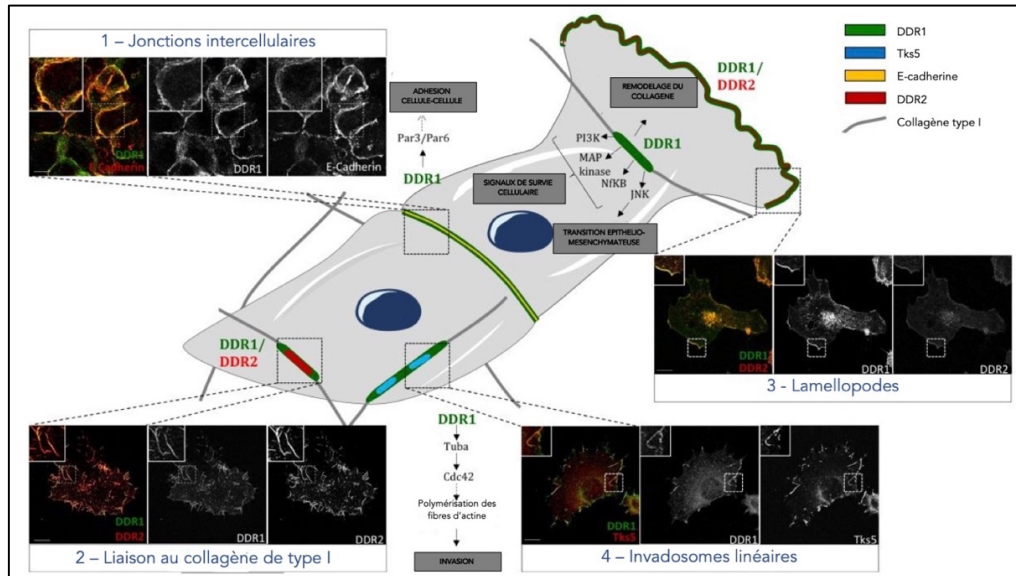 1 – Jonctions intercellulaires
DDR1
E-Cadherin
DDR1
E-Cadherin
ADHESION
CELLULE-CELLULE
Par3/Par6
DDR1
DDR1/
DDR2
REMODELAGE DU
COLLAGENE
DDR1
PI3K
MAP
kinase
NfKB
JNK
SIGNAUX DE SURVIE
CELLULAIRE
TRANSITION EPITHELIO-
MESENCHYMATEUSE
DDR1
Tks5
E-cadherine
DDR2
Collagène type I
DDR1/
DDR2
DDR1
DDR2
DDR1
DDR2
3 - Lamellopodes
DDR1
DDR2
DDR1
DDR2
2 – Liaison au collagène de type I
DDR1
Tuba
Cdc42
Polymérisation des
fibres d'actine
INVASION
DDR1
Tks5
DDR1
Tks5
4 – Invadosomes linéaires